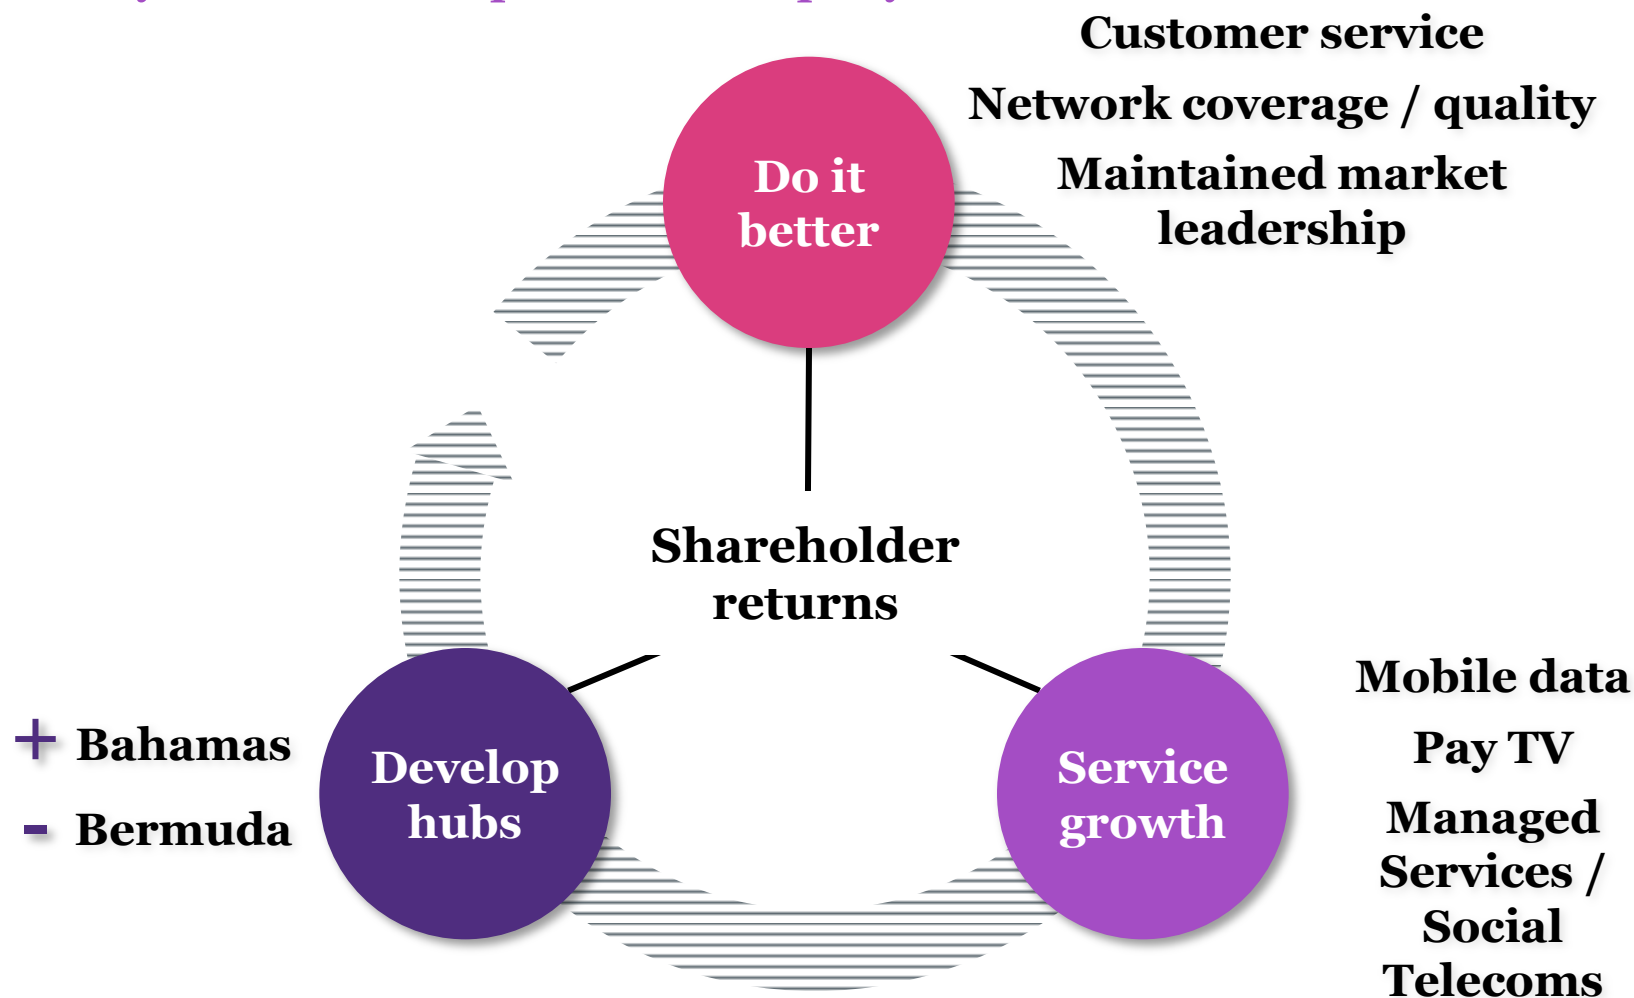 Customer service
Network coverage / quality
Maintained market
leadership
Do it
better
Shareholder
returns
+ Bahamas
- Bermuda
Develop
hubs
Service
growth
Mobile data
Pay TV
Managed
Services /
Social
Telecoms